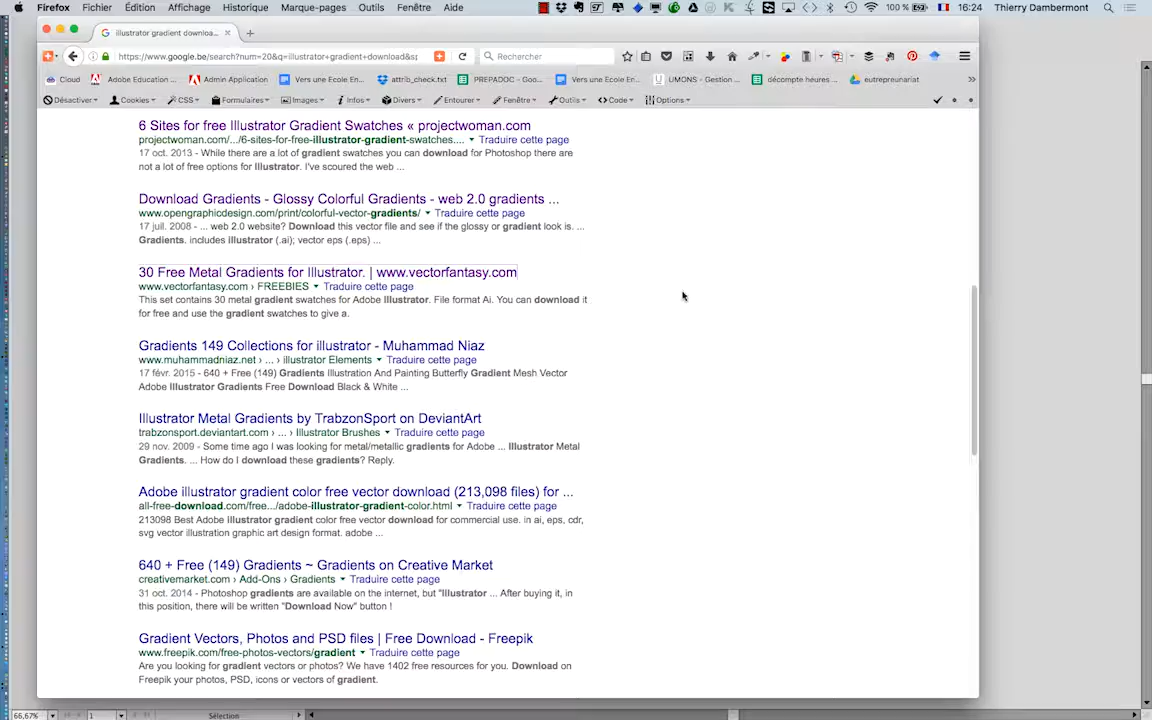 Firefox Fichier Édition Affichage Historique Marque-pages Outils Fenêtre Aide 100 % 16:24 Thierry Dambermont
illustrator gradient downloa...
https://www.google.be/search?num=20&q=illustrator+gradient+download&s Rechercher
Cloud Adobe Education ... Admin Application Vers une Ecole En... attrib_check.txt PREPADOC – Goo... Vers une Ecole En... UMONS - Gestion ... décompte heures ... eutrepreunariat »
Désactiver Cookies CSS Formulaires Images Infos Divers Entourer Fenêtre Outils Code Options
6 Sites for free Illustrator Gradient Swatches « projectwoman.com
projectwoman.com/.../6-sites-for-free-illustrator-gradient-swatches.... Traduire cette page
17 oct. 2013 - While there are a lot of gradient swatches you can download for Photoshop there are
not a lot of free options for Illustrator. I've scoured the web ...
Download Gradients - Glossy Colorful Gradients - web 2.0 gradients ...
www.opengraphicdesign.com/print/colorful-vector-gradients/ Traduire cette page
17 juil. 2008 - ... web 2.0 website? Download this vector file and see if the glossy or gradient look is. ...
Gradients. includes illustrator (.ai); vector eps (.eps) ...
30 Free Metal Gradients for Illustrator. | www.vectorfantasy.com
www.vectorfantasy.com › FREEBIES Traduire cette page
This set contains 30 metal gradient swatches for Adobe Illustrator. File format Ai. You can download it
for free and use the gradient swatches to give a.
Gradients 149 Collections for illustrator - Muhammad Niaz
www.muhammadniaz.net › ... › illustrator Elements Traduire cette page
17 févr. 2015 - 640 + Free (149) Gradients Illustration And Painting Butterfly Gradient Mesh Vector
Adobe Illustrator Gradients Free Download Black & White ...
Illustrator Metal Gradients by TrabzonSport on DeviantArt
trabzonsport.deviantart.com › ... › Illustrator Brushes Traduire cette page
29 nov. 2009 - Some time ago I was looking for metal/metallic gradients for Adobe ... Illustrator Metal
Gradients. ... How do I download these gradients? Reply.
Adobe illustrator gradient color free vector download (213,098 files) for ...
all-free-download.com/free.../adobe-illustrator-gradient-color.html Traduire cette page
213098 Best Adobe illustrator gradient color free vector download for commercial use. in ai, eps, cdr,
svg vector illustration graphic art design format. adobe ...
640 + Free (149) Gradients ~ Gradients on Creative Market
creativemarket.com › Add-Ons › Gradients Traduire cette page
31 oct. 2014 - Photoshop gradients are available on the internet, but "Illustrator ... After buying it, in
this position, there will be written "Download Now" button !
Gradient Vectors, Photos and PSD files | Free Download - Freepik
www.freepik.com/free-photos-vectors/gradient Traduire cette page
Are you looking for gradient vectors or photos? We have 1402 free resources for you. Download on
Freepik your photos, PSD, icons or vectors of gradient.
66,67% 1 Sélection